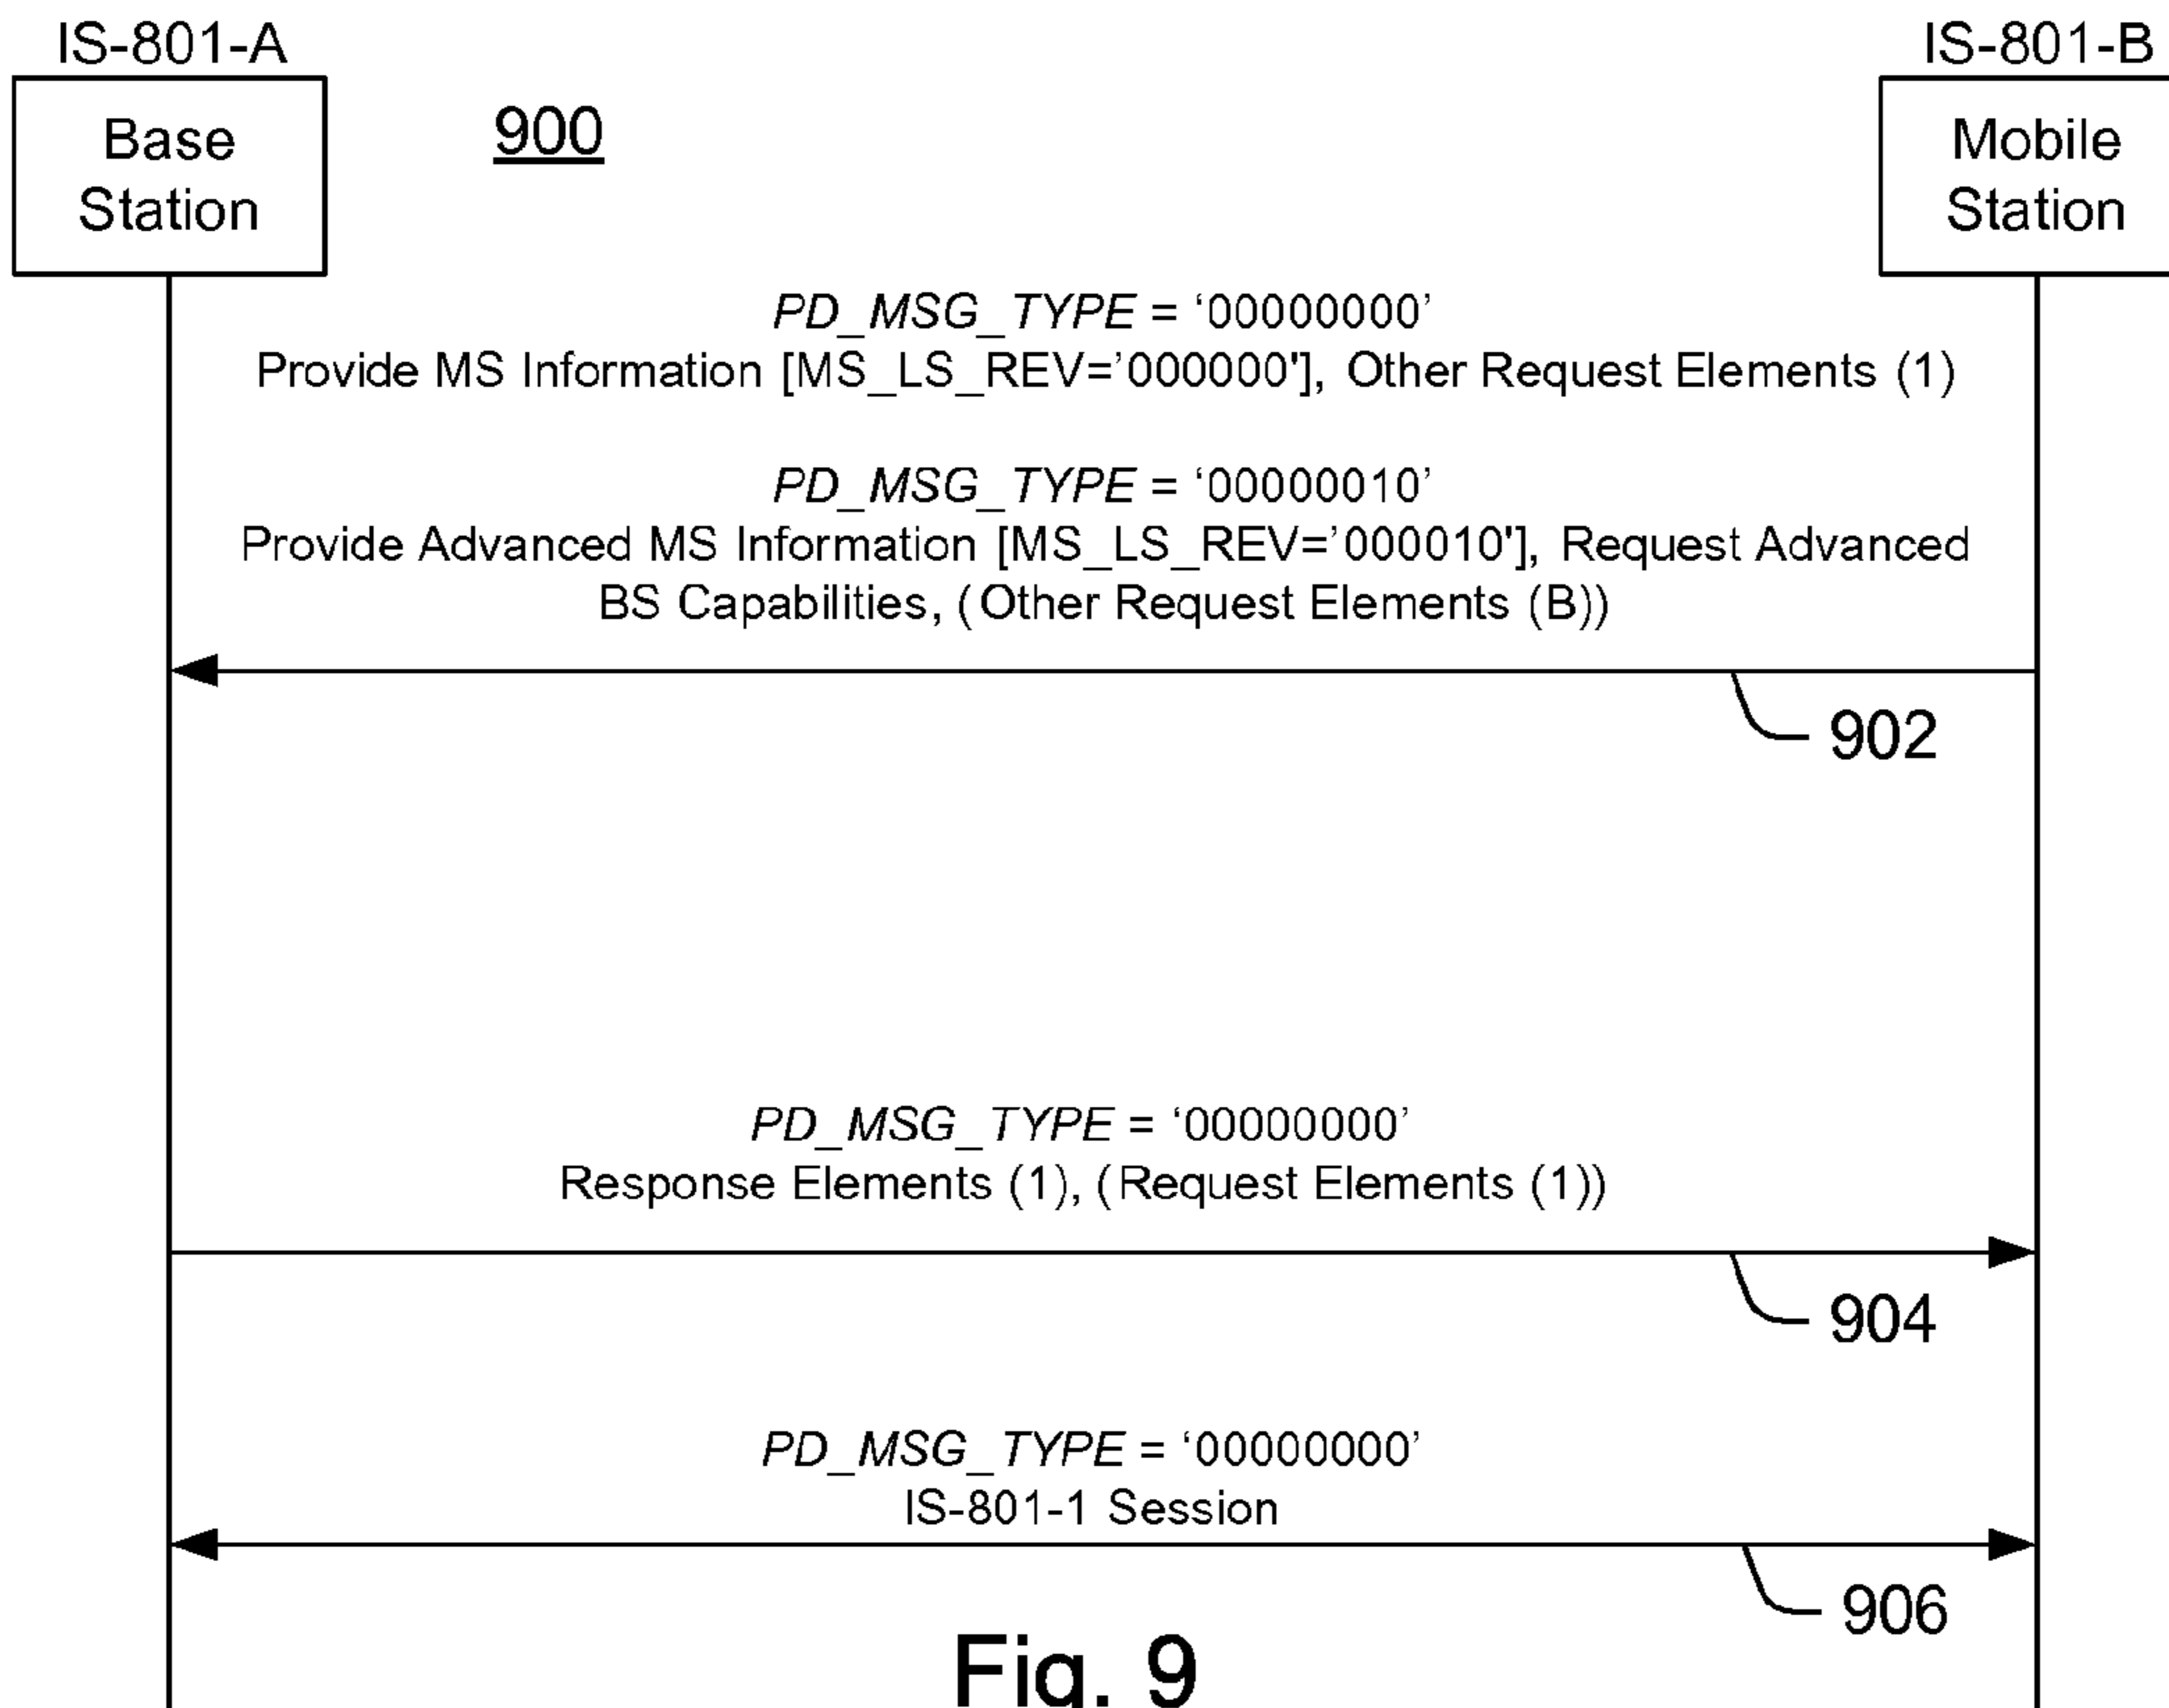 IS-801-A
IS-801-B
Base
Station
900
Mobile
Station
PD_MSG_TYPE = ‘00000000’
Provide MS Information [MS_LS_REV='000000'], Other Request Elements (1)
PD_MSG_TYPE = ‘00000010’
Provide Advanced MS Information [MS_LS_REV=’000010'], Request Advanced
BS Capabilities, (Other Request Elements (B))
902
PD_MSG_TYPE = ‘00000000’
Response Elements (1), (Request Elements (1))
904
PD_MSG_TYPE = ‘00000000’
IS-801-1 Session
906
Fig. 9